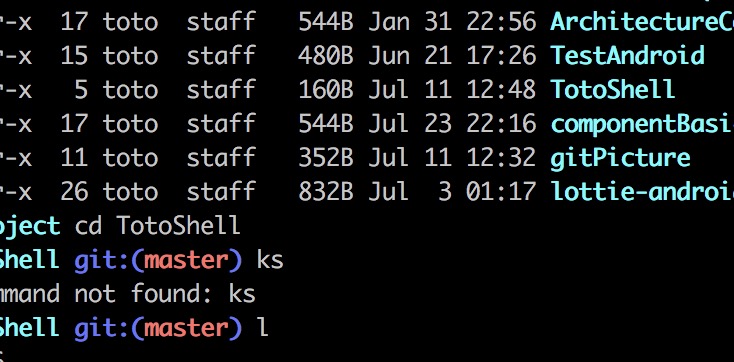 r-x  17 toto  staff   544B Jan 31 22:56 ArchitectureC
r-x  15 toto  staff   480B Jun 21 17:26 TestAndroid
r-x   5 toto  staff   160B Jul 11 12:48 TotoShell
r-x  17 toto  staff   544B Jul 23 22:16 componentBasi
r-x  11 toto  staff   352B Jul 11 12:32 gitPicture
r-x  26 toto  staff   832B Jul  3 01:17 lottie-androi
oject cd TotoShell
Shell git:(master) ks
mmand not found: ks
Shell git:(master) l